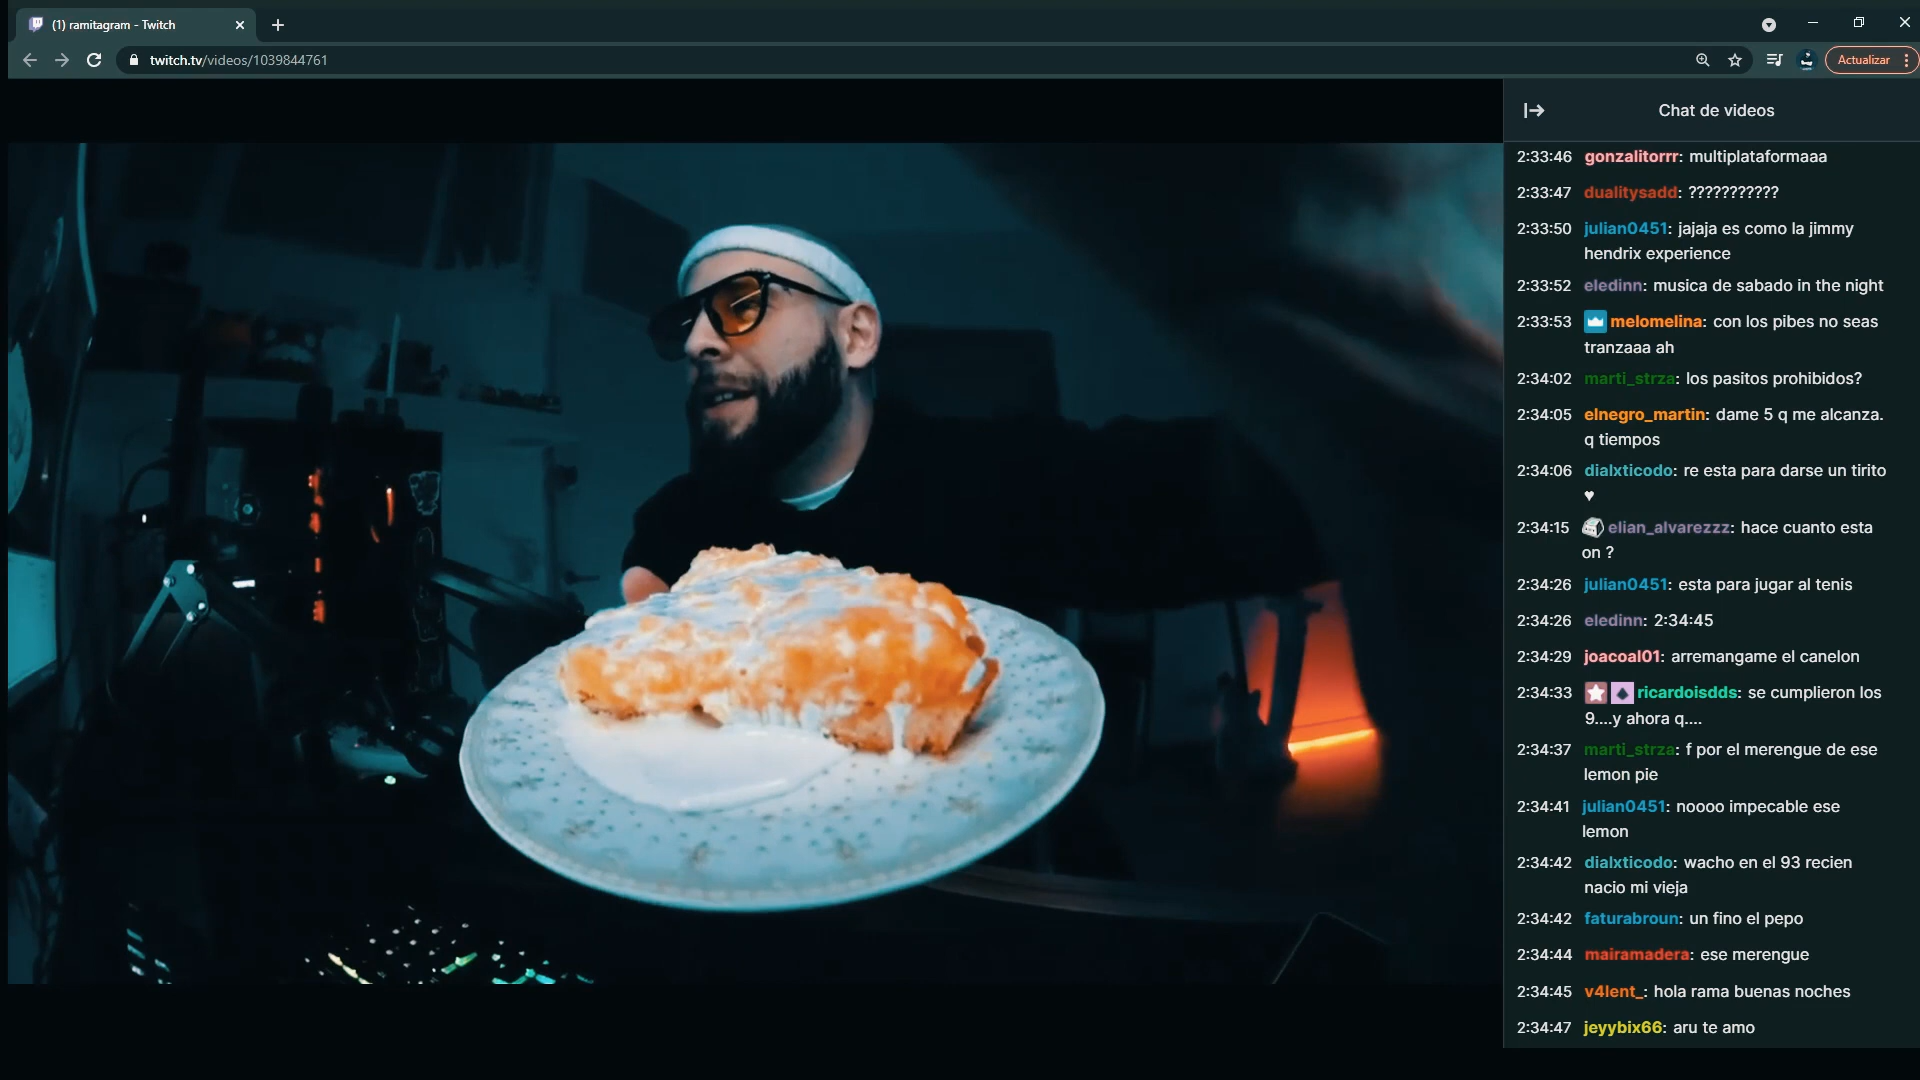 (1) ramitagram - Twitch
twitch.tv/videos/1039844761
Actualizar
Chat de videos
2:33:46 gonzalitorrr: multiplataformaaa
2:33:47 dualitysadd: ???????????
2:33:50 julian0451: jajaja es como la jimmy
hendrix experience
2:33:52 eledinn: musica de sabado in the night
2:33:53 melomelina: con los pibes no seas
tranzaaa ah
2:34:02 marti_strza: los pasitos prohibidos?
2:34:05 elnegro_martin: dame 5 q me alcanza.
q tiempos
2:34:06 dialxticodo: re esta para darse un tirito
♥
2:34:15 elian_alvarezzz: hace cuanto esta
on ?
2:34:26 julian0451: esta para jugar al tenis
2:34:26 eledinn: 2:34:45
2:34:29 joacoal01: arremangame el canelon
2:34:33 ricardoisdds: se cumplieron los
9....y ahora q....
2:34:37 marti_strza: f por el merengue de ese
lemon pie
2:34:41 julian0451: noooo impecable ese
lemon
2:34:42 dialxticodo: wacho en el 93 recien
nacio mi vieja
2:34:42 faturabroun: un fino el pepo
2:34:44 mairamadera: ese merengue
2:34:45 v4lent_: hola rama buenas noches
2:34:47 jeyybix66: aru te amo